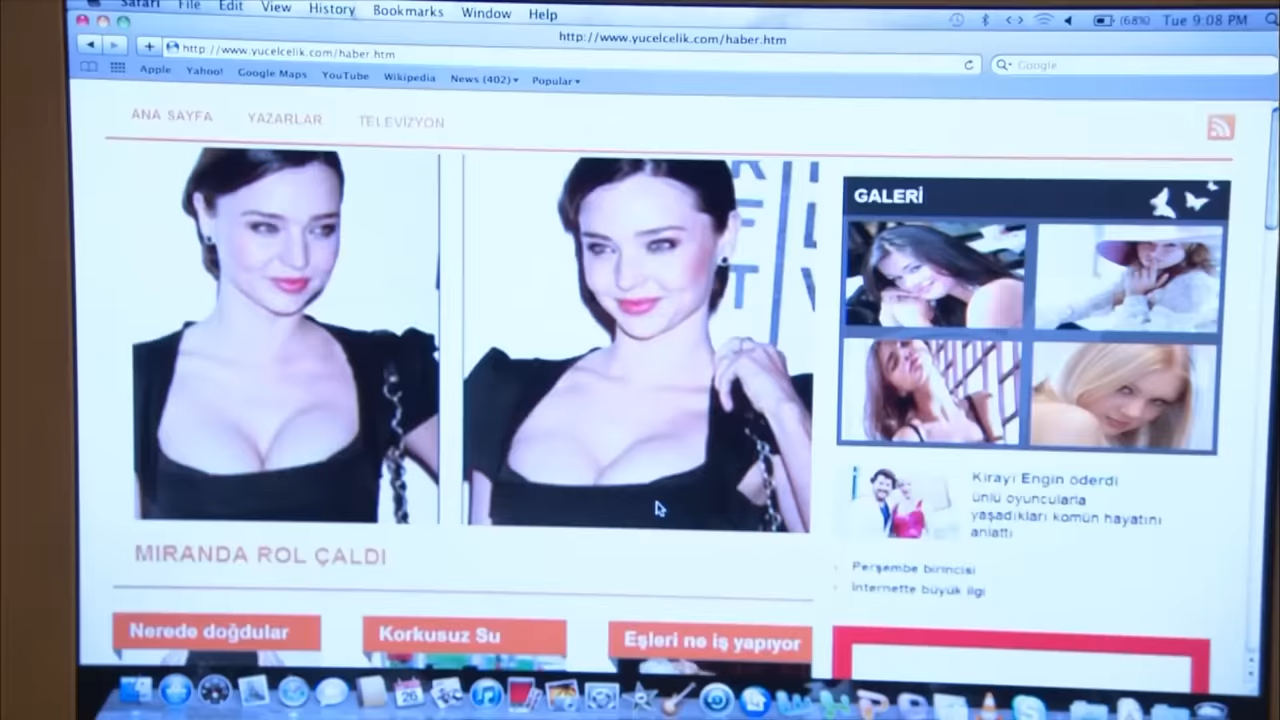 Safari File Edit View History Bookmarks Window Help (68%) Tue 9:08 PM
http://www.yucelcelik.com/haber.htm
http://www.yucelcelik.com/haber.htm
Google
Apple Yahoo! Google Maps YouTube Wikipedia News (402) Popular
ANA SAYFA YAZARLAR TELEVİZYON
GALERİ
F
T
Kirayı Engin öderdi
ünlü oyuncularla
yaşadıkları komün hayatını
anlattı
MIRANDA ROL ÇALDI
Perşembe birincisi
İnternette büyük ilgi
Nerede doğdular
Korkusuz Su
Eşleri ne iş yapıyor
26